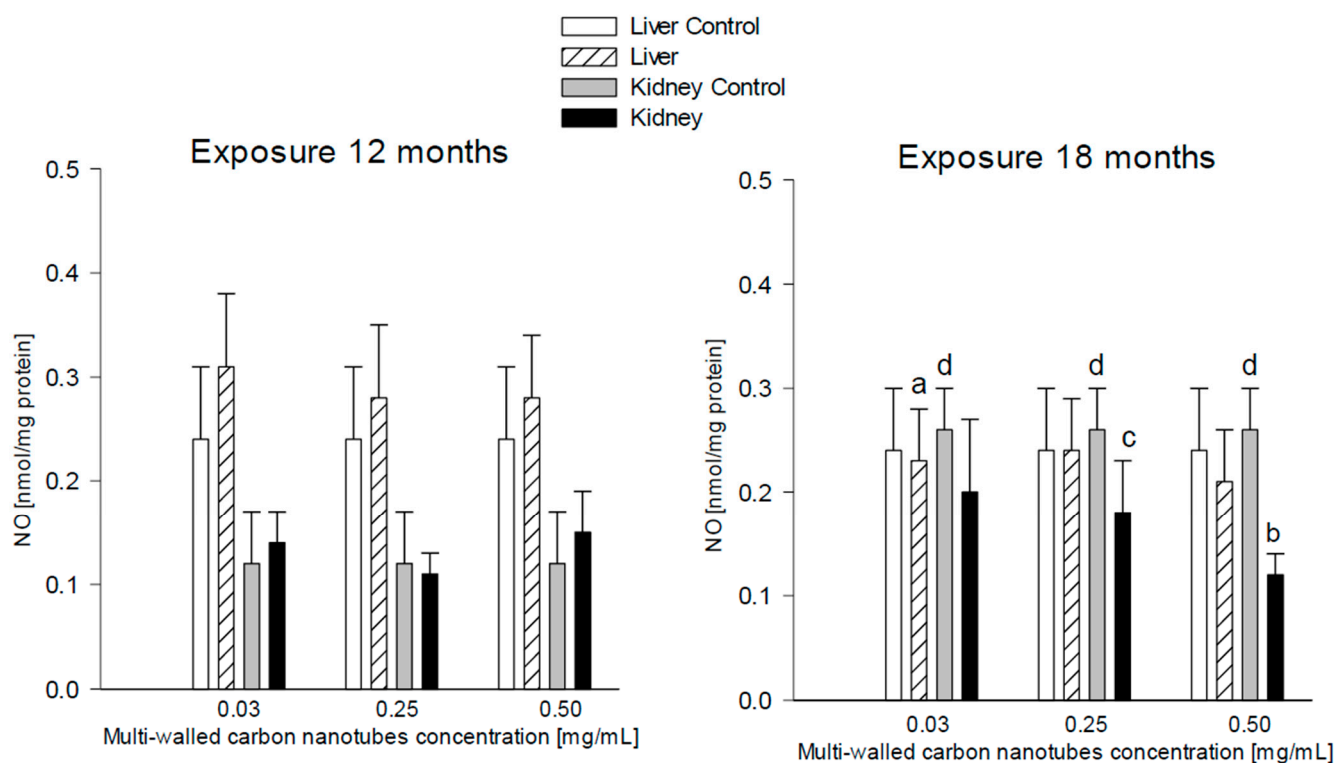 Liver Control
Liver
Kidney Control
Kidney
Exposure 12 months
0.5
0.4
0.3
0.2
0.1
0.0
NO [nmol/mg protein]
0.03 0.25 0.50
Multi-walled carbon nanotubes concentration [mg/mL]
Exposure 18 months
0.5
0.4
0.3
0.2
0.1
0.0
NO [nmol/mg protein]
a d d d
c
b
0.03 0.25 0.50
Multi-walled carbon nanotubes concentration [mg/mL]